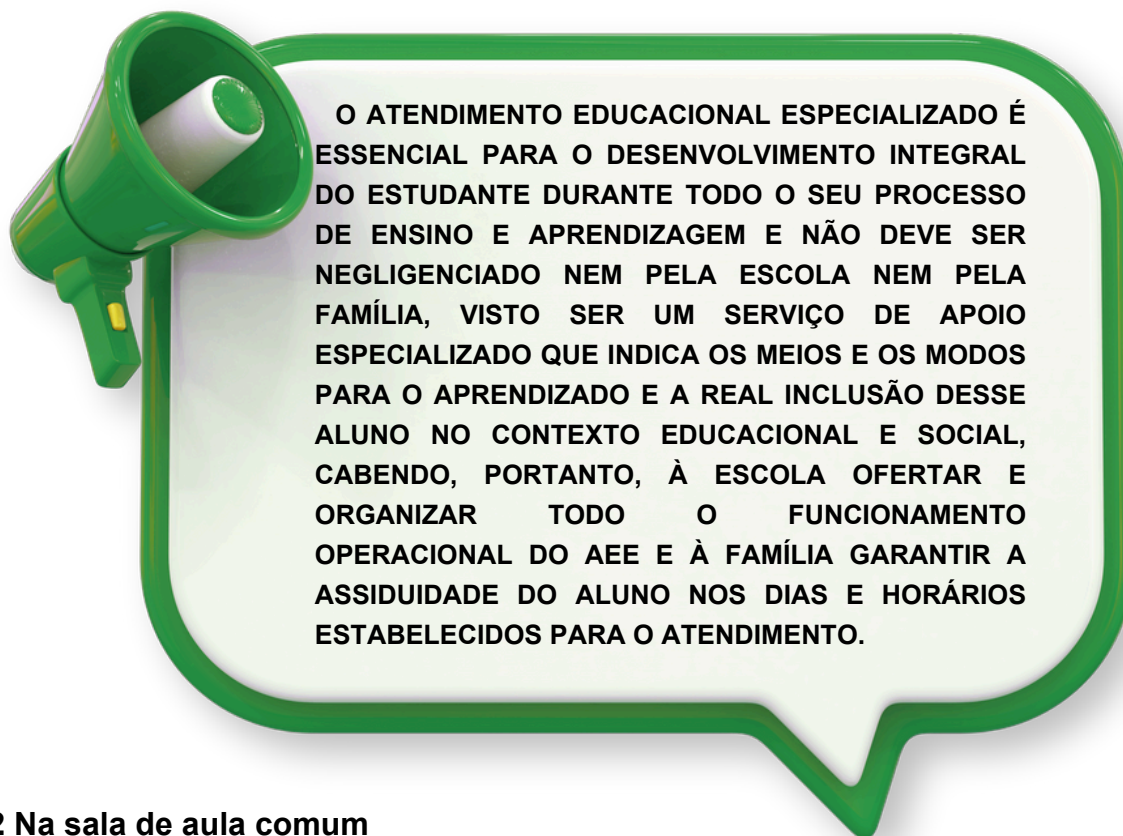 O ATENDIMENTO EDUCACIONAL ESPECIALIZADO É
ESSENCIAL PARA O DESENVOLVIMENTO INTEGRAL
DO ESTUDANTE DURANTE TODO O SEU PROCESSO
DE ENSINO E APRENDIZAGEM E NÃO DEVE SER
NEGLIGENCIADO NEM PELA ESCOLA NEM PELA
FAMÍLIA, VISTO SER UM SERVIÇO DE APOIO
ESPECIALIZADO QUE INDICA OS MEIOS E OS MODOS
PARA O APRENDIZADO E A REAL INCLUSÃO DESSE
ALUNO NO CONTEXTO EDUCACIONAL E SOCIAL,
CABENDO, PORTANTO, À ESCOLA OFERTAR E
ORGANIZAR TODO O FUNCIONAMENTO
OPERACIONAL DO AEE E À FAMÍLIA GARANTIR A
ASSIDUIDADE DO ALUNO NOS DIAS E HORÁRIOS
ESTABELECIDOS PARA O ATENDIMENTO.
2 Na sala de aula comum